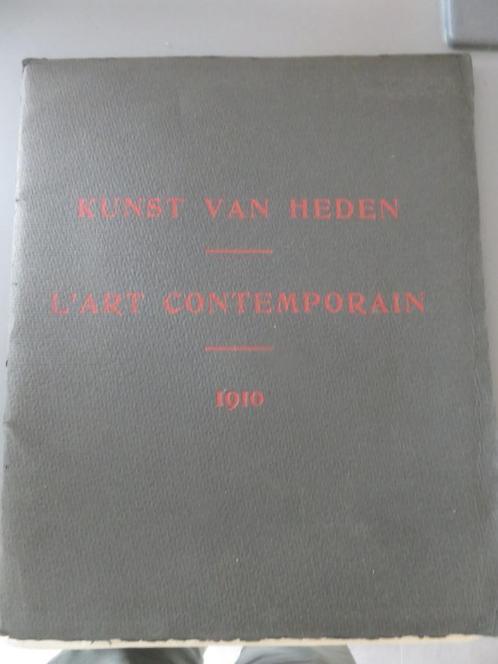 KUNST VAN HEDEN
L'ART CONTEMPORAIN
1910